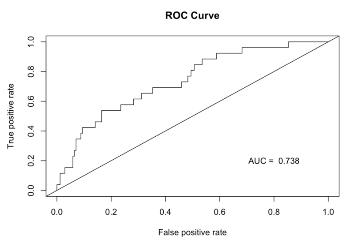 ROC Curve
True positive rate
1.0
0.8
0.6
0.4
0.2
0.0
AUC = 0.738
0.0 0.2 0.4 0.6 0.8 1.0
False positive rate